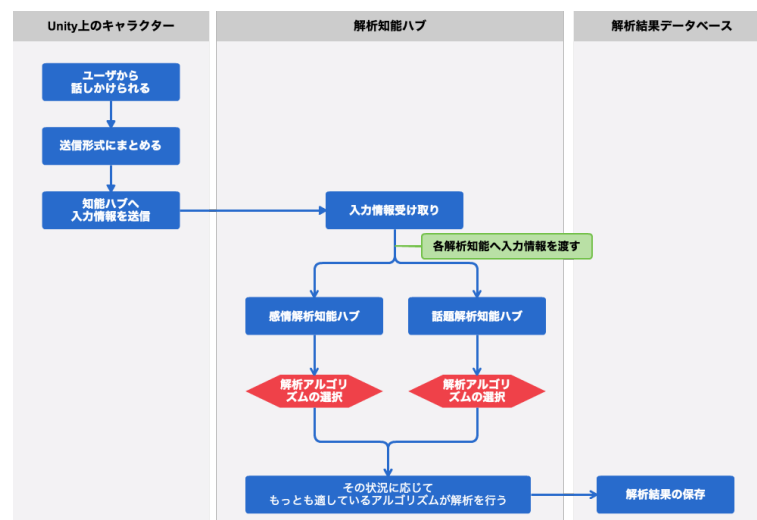 Unity上のキャラクター
解析知能ハブ
解析結果データベース
ユーザから
話しかけられる
送信形式にまとめる
知能ハブへ
入力情報を送信
入力情報受け取り
各解析知能へ入力情報を渡す
感情解析知能ハブ
話題解析知能ハブ
解析アルゴリ
ズムの選択
解析アルゴリ
ズムの選択
その状況に応じて
もっとも適しているアルゴリズムが解析を行う
解析結果の保存